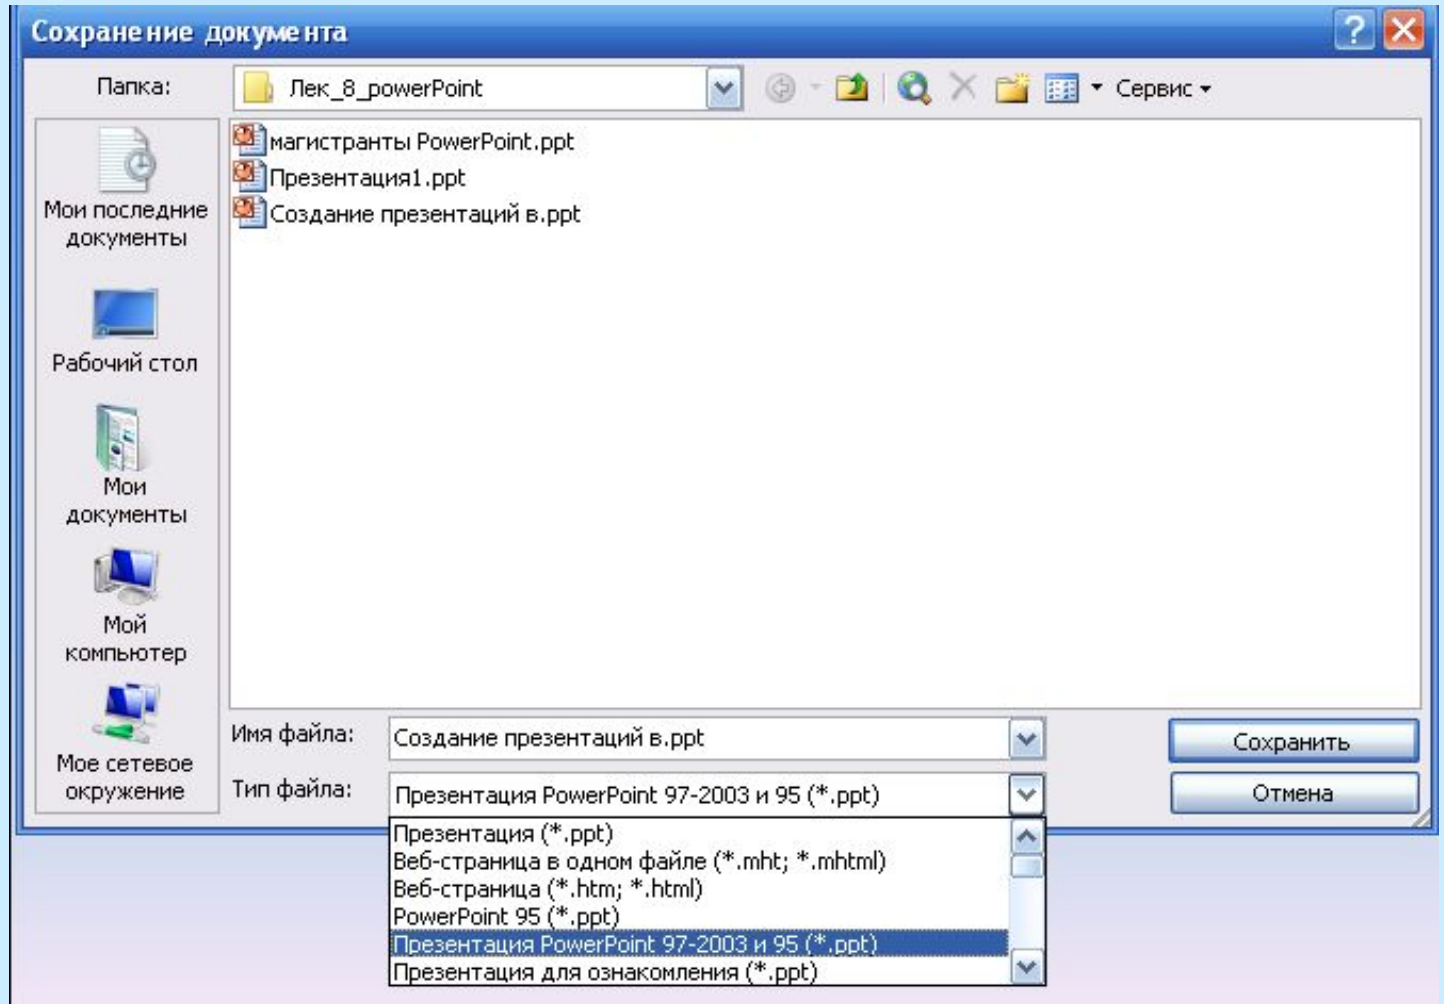 Сохранение документа
Папка:
Лек_8_powerPoint
Сервис
Мои последние
документы
Рабочий стол
Мои
документы
Мой
компьютер
Мое сетевое
окружение
магистранты PowerPoint.ppt
Презентация1.ppt
Создание презентаций в.ppt
Имя файла:
Создание презентаций в.ppt
Сохранить
Тип файла:
Презентация PowerPoint 97-2003 и 95 (*.ppt)
Отмена
Презентация (*.ppt)
Веб-страница в одном файле (*.mht; *.mhtml)
Веб-страница (*.htm; *.html)
PowerPoint 95 (*.ppt)
Презентация PowerPoint 97-2003 и 95 (*.ppt)
Презентация для ознакомления (*.ppt)